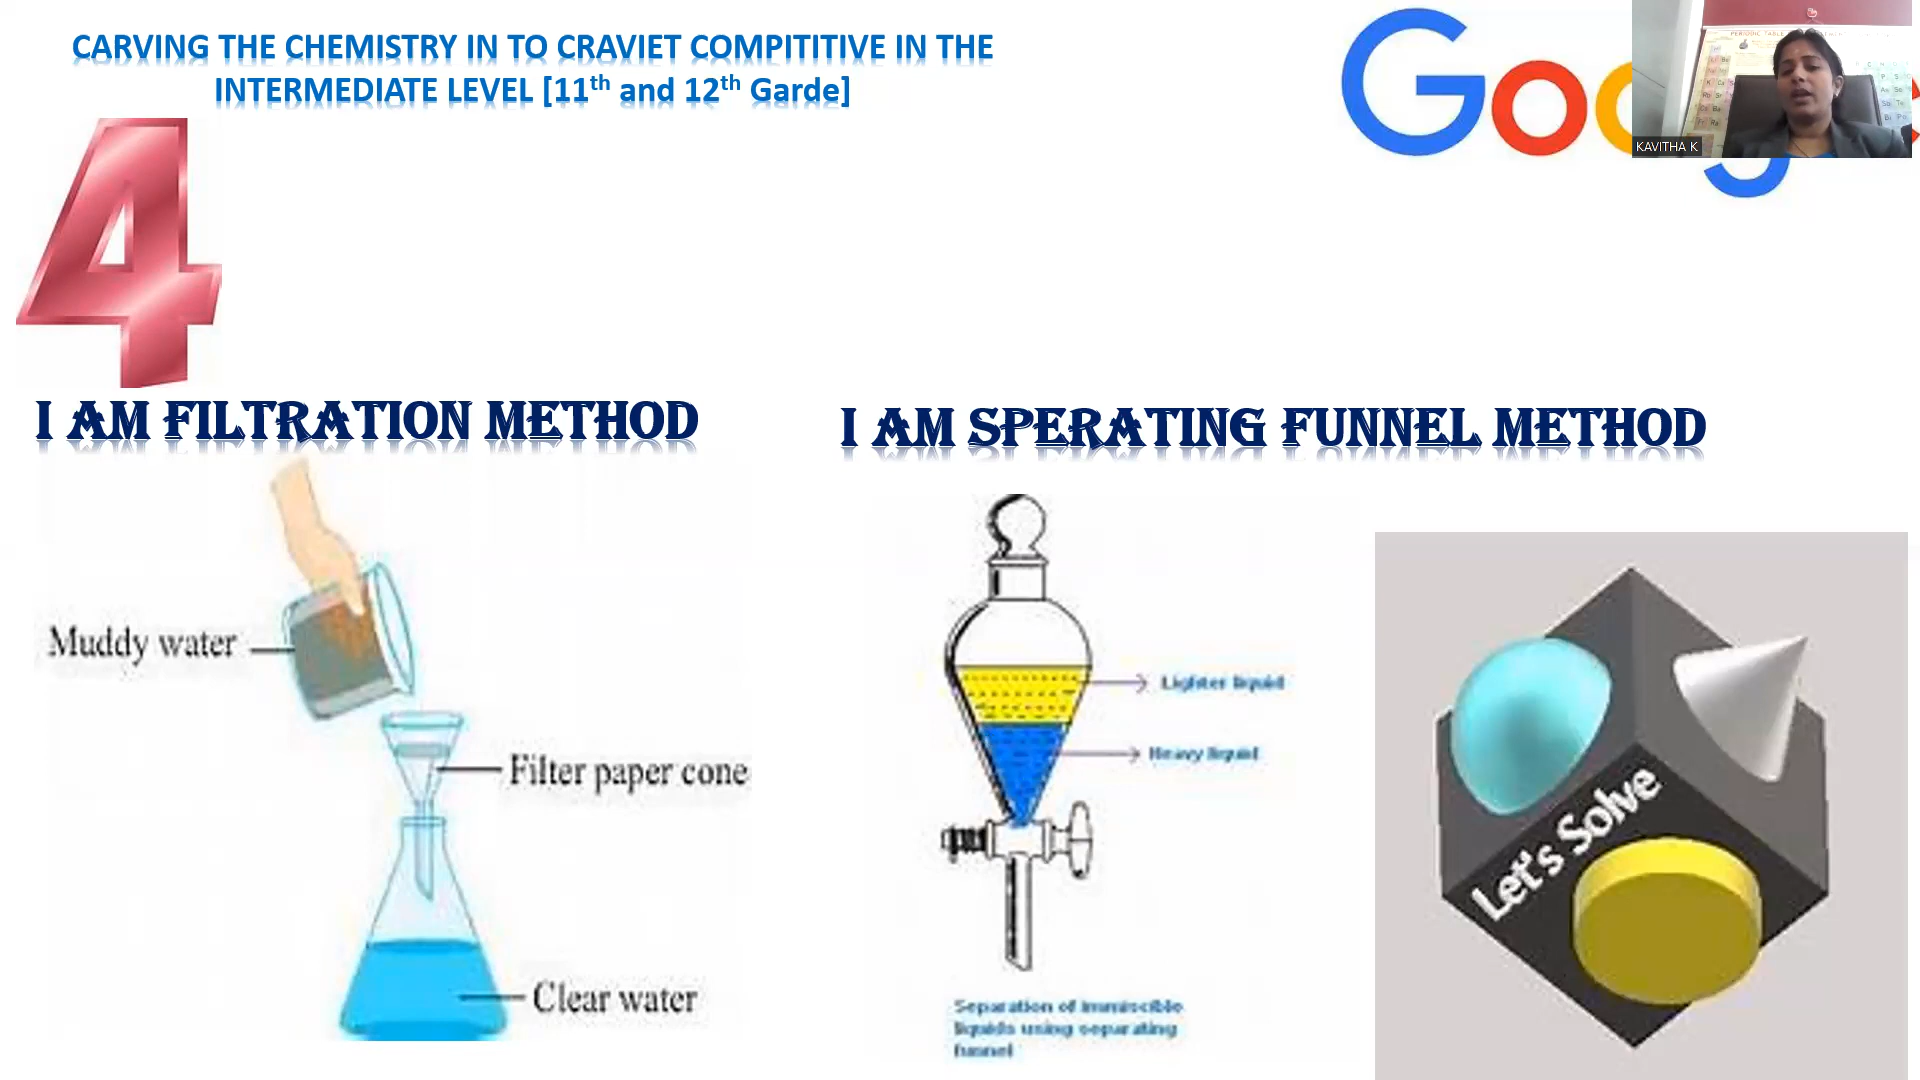 CARVING THE CHEMISTRY IN TO CRAVIET COMPITITIVE IN THE
INTERMEDIATE LEVEL [11th and 12th Garde]
Goo
KAVITHA K
4
I AM FILTRATION METHOD
I AM SPERATING FUNNEL METHOD
Muddy water
Filter paper cone
Clear water
Lighter liquid
Heavy liquid
Separation of immiscible
liquids using separating
funnel
Let's Solve